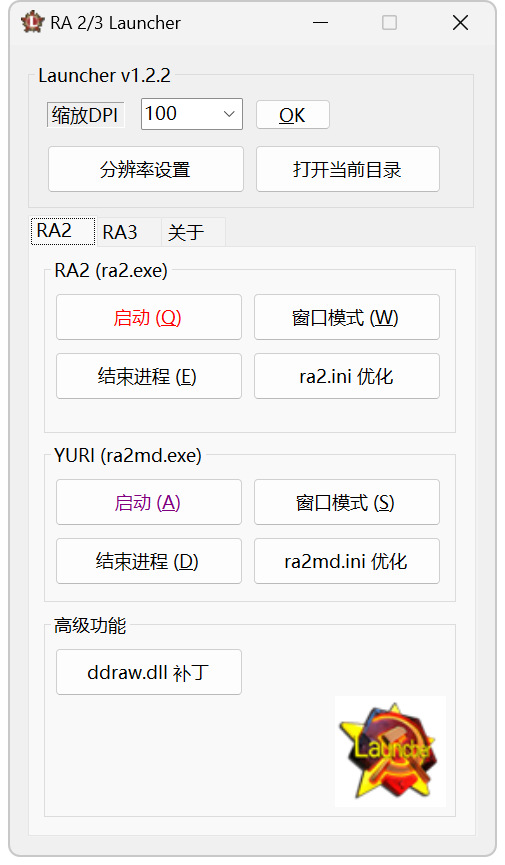 RA 2/3 Launcher
Launcher v1.2.2
缩放DPI 100 OK
分辨率设置 打开当前目录
RA2 RA3 关于
RA2 (ra2.exe)
启动 (Q) 窗口模式 (W)
结束进程 (E) ra2.ini 优化
YURI (ra2md.exe)
启动 (A) 窗口模式 (S)
结束进程 (D) ra2md.ini 优化
高级功能
ddraw.dll 补丁
Launcher